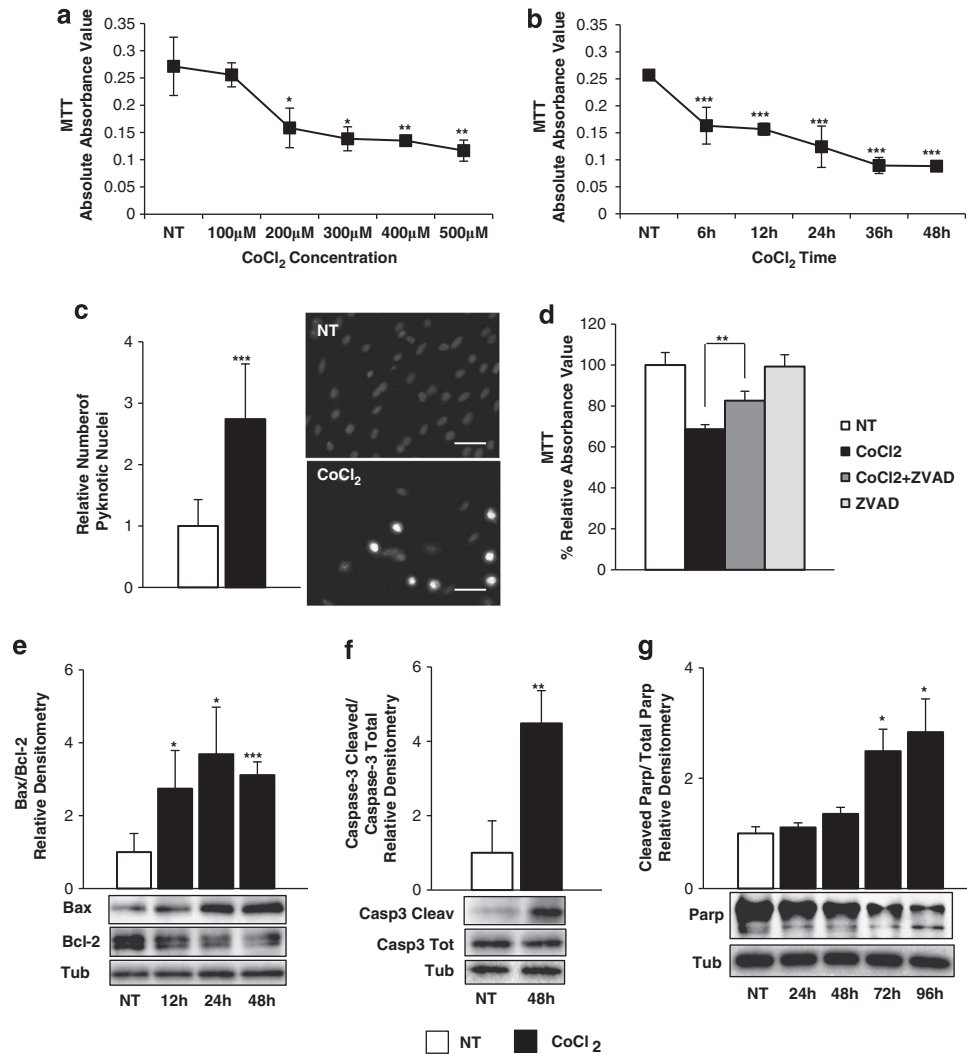 a
MTT
Absolute Absorbance Value
0.35
0.3
0.25
0.2
0.15
0.1
0.05
0
*
*
**
**
NT 100µM 200µM 300µM 400µM 500µM
CoCl2 Concentration
b
MTT
Absolute Absorbance Value
0.35
0.3
0.25
0.2
0.15
0.1
0.05
0
***
***
***
***
***
NT 6h 12h 24h 36h 48h
CoCl2 Time
c
Relative Numberof
Pyknotic Nuclei
4
3
2
1
0
***
NT
CoCl2
d
MTT
% Relative Absorbance Value
120
100
80
60
40
20
0
**
NT
CoCl2
CoCl2+ZVAD
ZVAD
e
Bax/Bcl-2
Relative Densitometry
6
4
2
0
*
*
***
Bax
Bcl-2
Tub
NT 12h 24h 48h
f
Caspase-3 Cleaved/
Caspase-3 Total
Relative Densitometry
6
4
2
0
**
Casp3 Cleav
Casp3 Tot
Tub
NT 48h
g
Cleaved Parp/ Total Parp
Relative Densitometry
4
2
0
*
*
Parp
Tub
NT 24h 48h 72h 96h
NT CoCl2